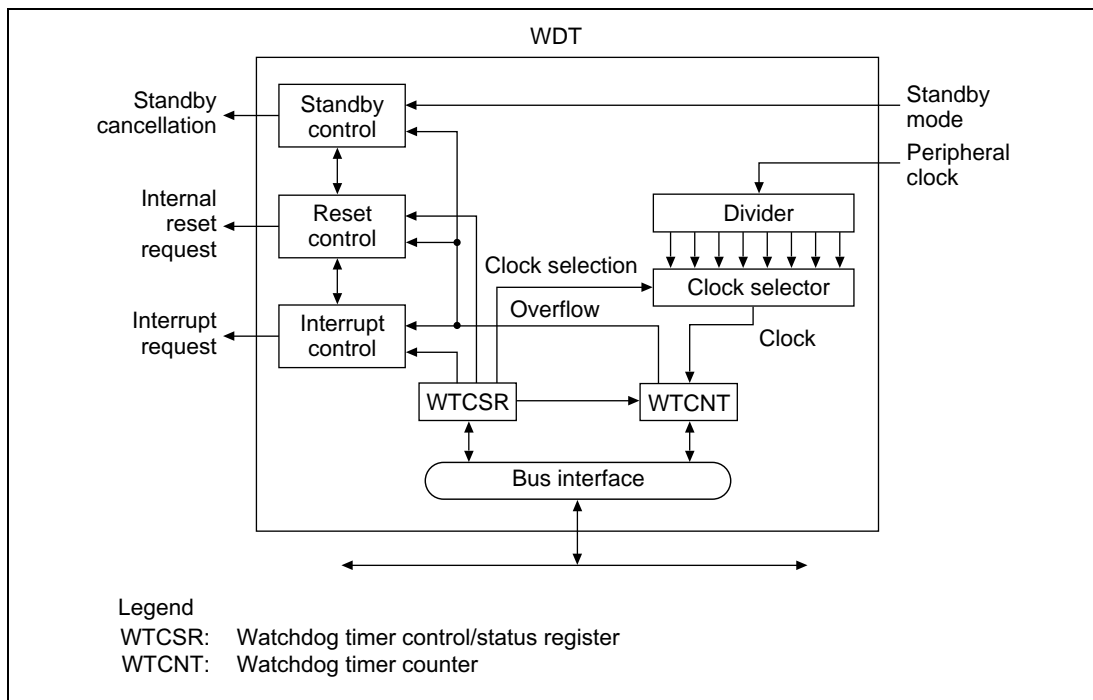 WDT
Standby
cancellation
Standby
control
Standby
mode
Peripheral
clock
Internal
reset
request
Reset
control
Divider
Clock selection
Clock selector
Interrupt
request
Interrupt
control
Overflow
Clock
WTCSR
WTCNT
Bus interface
Legend
WTCSR: Watchdog timer control/status register
WTCNT: Watchdog timer counter